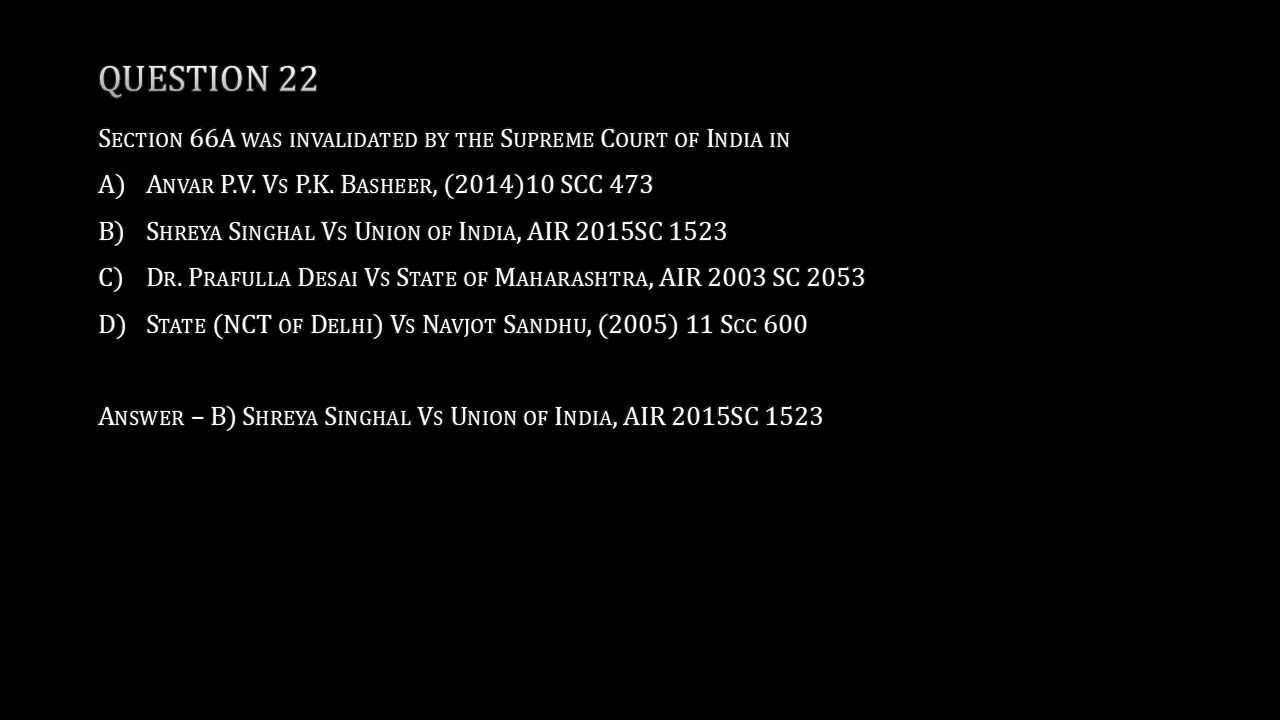 QUESTION 22
Section 66A was invalidated by the Supreme Court of India in
A) Anvar P.V. Vs P.K. Basheer, (2014)10 SCC 473
B) Shreya Singhal Vs Union of India, AIR 2015SC 1523
C) Dr. Prafulla Desai Vs State of Maharashtra, AIR 2003 SC 2053
D) State (NCT of Delhi) Vs Navjot Sandhu, (2005) 11 Scc 600
Answer – B) Shreya Singhal Vs Union of India, AIR 2015SC 1523